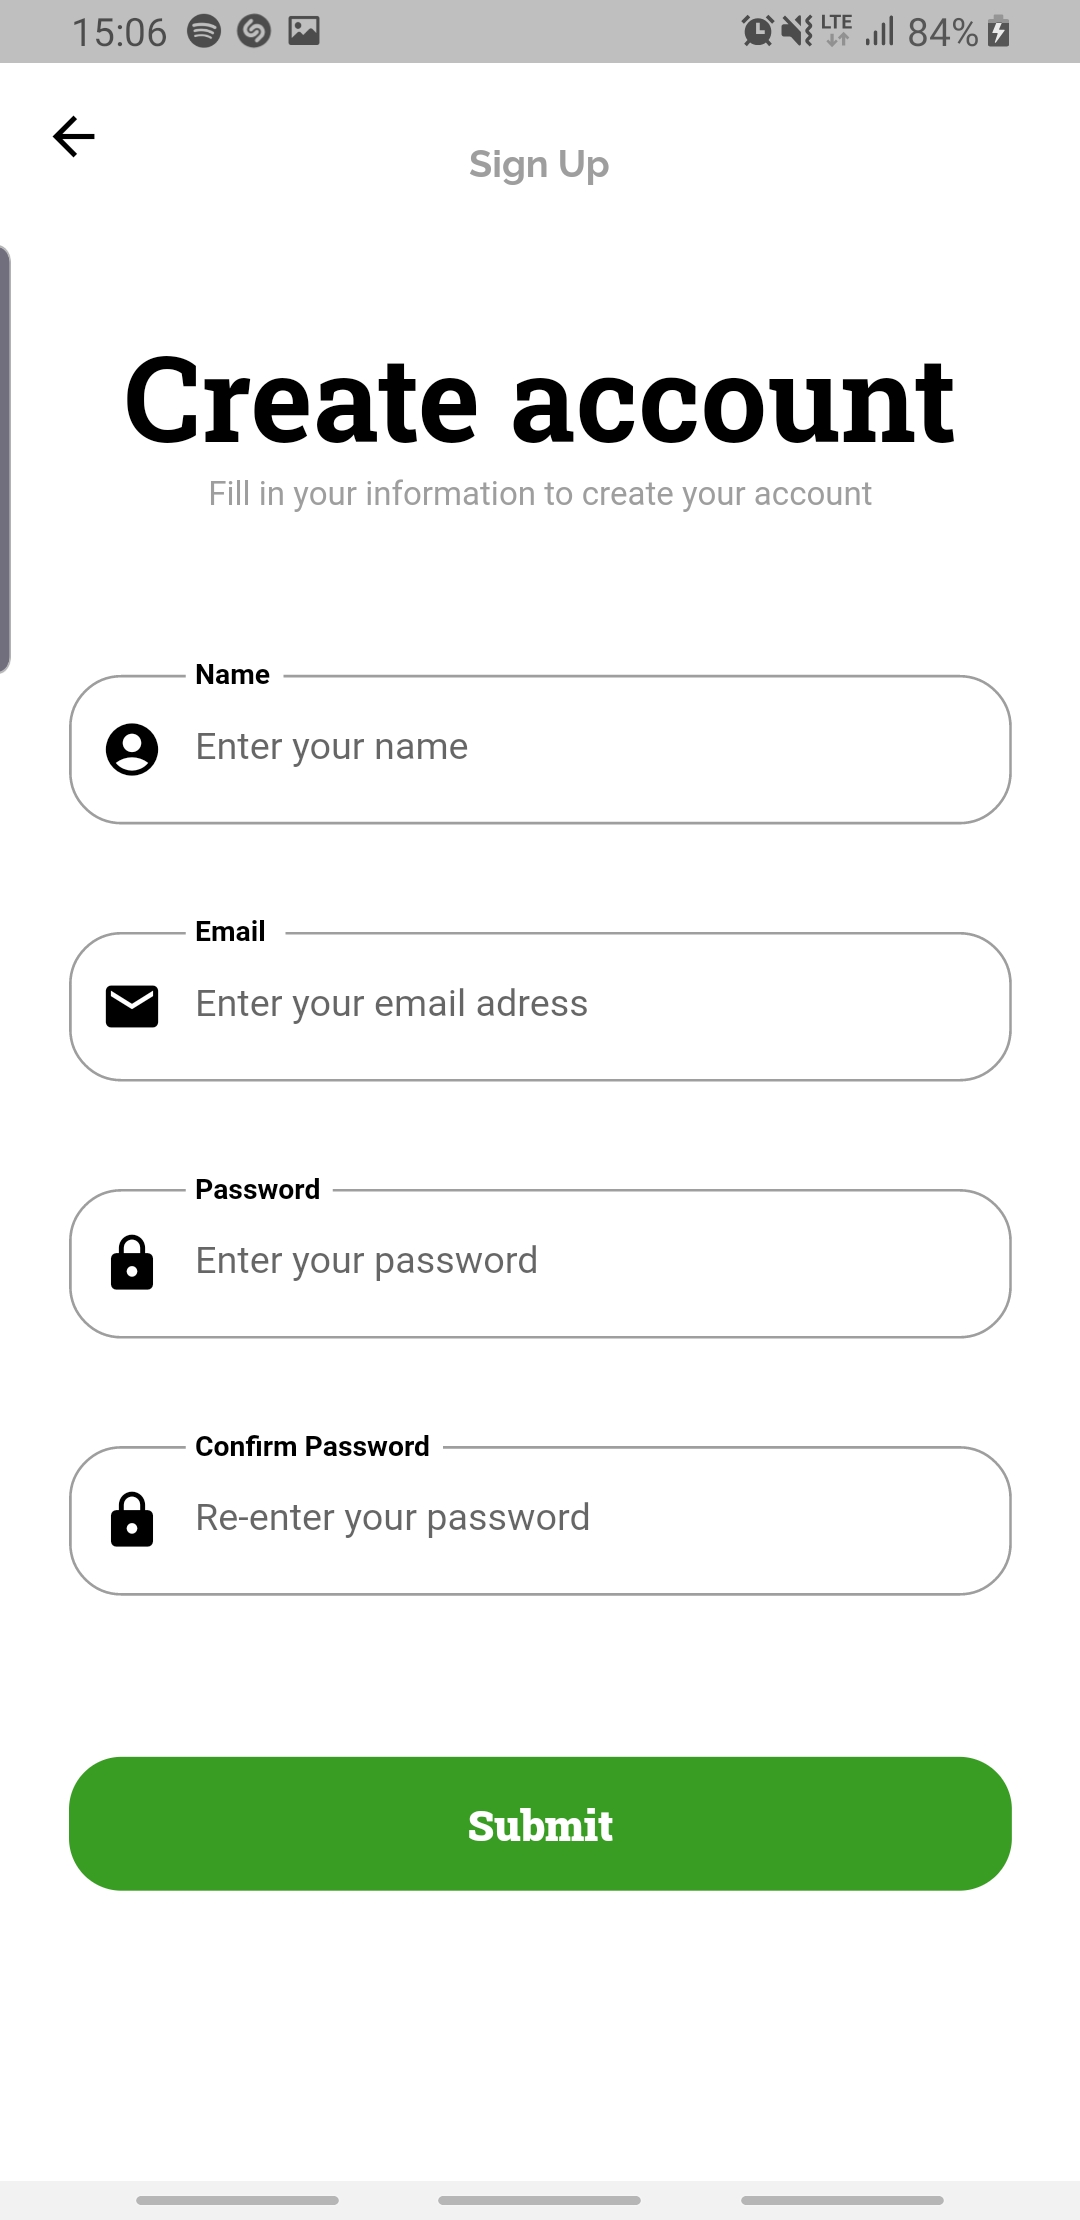 15:06 LTE 84%
Sign Up
Create account
Fill in your information to create your account
Name
Enter your name
Email
Enter your email adress
Password
Enter your password
Confirm Password
Re-enter your password
Submit